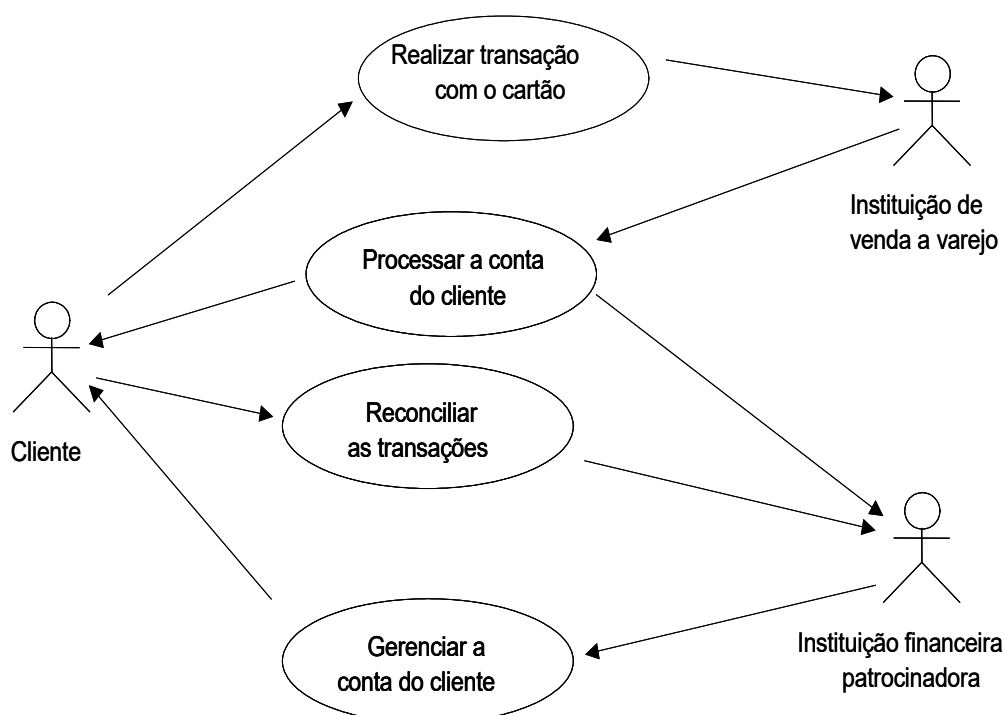 Realizar transação
com o cartão
Instituição de
venda a varejo
Processar a conta
do cliente
Cliente
Reconciliar
as transações
Gerenciar a
conta do cliente
Instituição financeira
patrocinadora